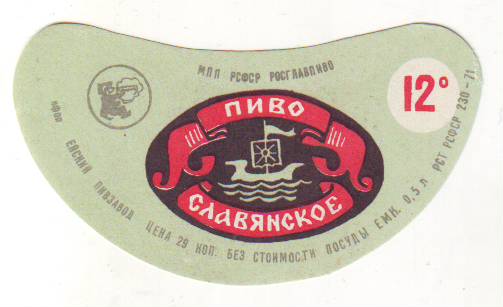 МПП РСФСР РОСГЛАВПИВО
ПИВО
СЛАВЯНСКОЕ
12°
ЕЙСКИЙ ПИВЗАВОД ЦЕНА 29 КОП. БЕЗ СТОИМОСТИ ПОСУДЫ ЕМК. 0,5 л РСТ РСФСР 230-71